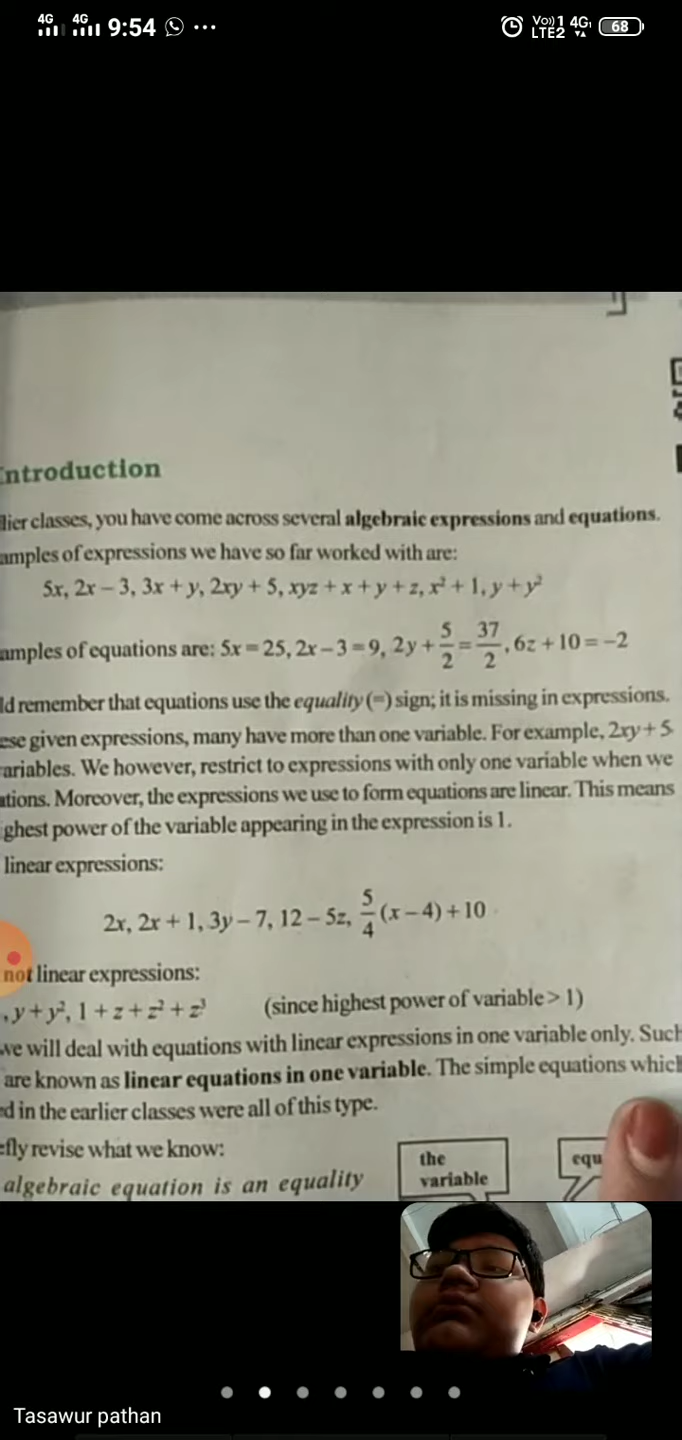 4G 4G 9:54 ... Vo)) 1 4G 68
LTE2
ntroduction
lier classes, you have come across several algebraic expressions and equations.
amples of expressions we have so far worked with are:
5x, 2x – 3, 3x + y, 2xy + 5, xyz + x + y + z, x² + 1, y + y²
amples of equations are: 5x = 25, 2x – 3 = 9, 2y + 5/2 = 37/2, 6z + 10 = –2
ld remember that equations use the equality (=) sign; it is missing in expressions.
ese given expressions, many have more than one variable. For example, 2xy + 5
ariables. We however, restrict to expressions with only one variable when we
ations. Moreover, the expressions we use to form equations are linear. This means
ghest power of the variable appearing in the expression is 1.
linear expressions:
2x, 2x + 1, 3y – 7, 12 – 5z, 5/4 (x – 4) + 10
not linear expressions:
, y + y², 1 + z + z² + z³ (since highest power of variable > 1)
we will deal with equations with linear expressions in one variable only. Such
are known as linear equations in one variable. The simple equations which
d in the earlier classes were all of this type.
efly revise what we know:
the
variable
equ
algebraic equation is an equality
Tasawur pathan